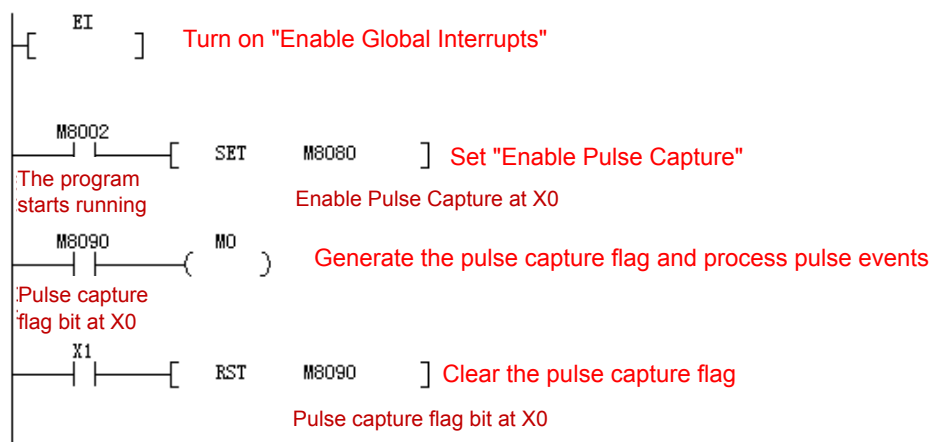 EI
[ ] Turn on "Enable Global Interrupts"
M8002
[ SET M8080 ] Set "Enable Pulse Capture"
The program
starts running
Enable Pulse Capture at X0
M8090 M0
( ) Generate the pulse capture flag and process pulse events
Pulse capture
flag bit at X0
X1
[ RST M8090 ] Clear the pulse capture flag
Pulse capture flag bit at X0